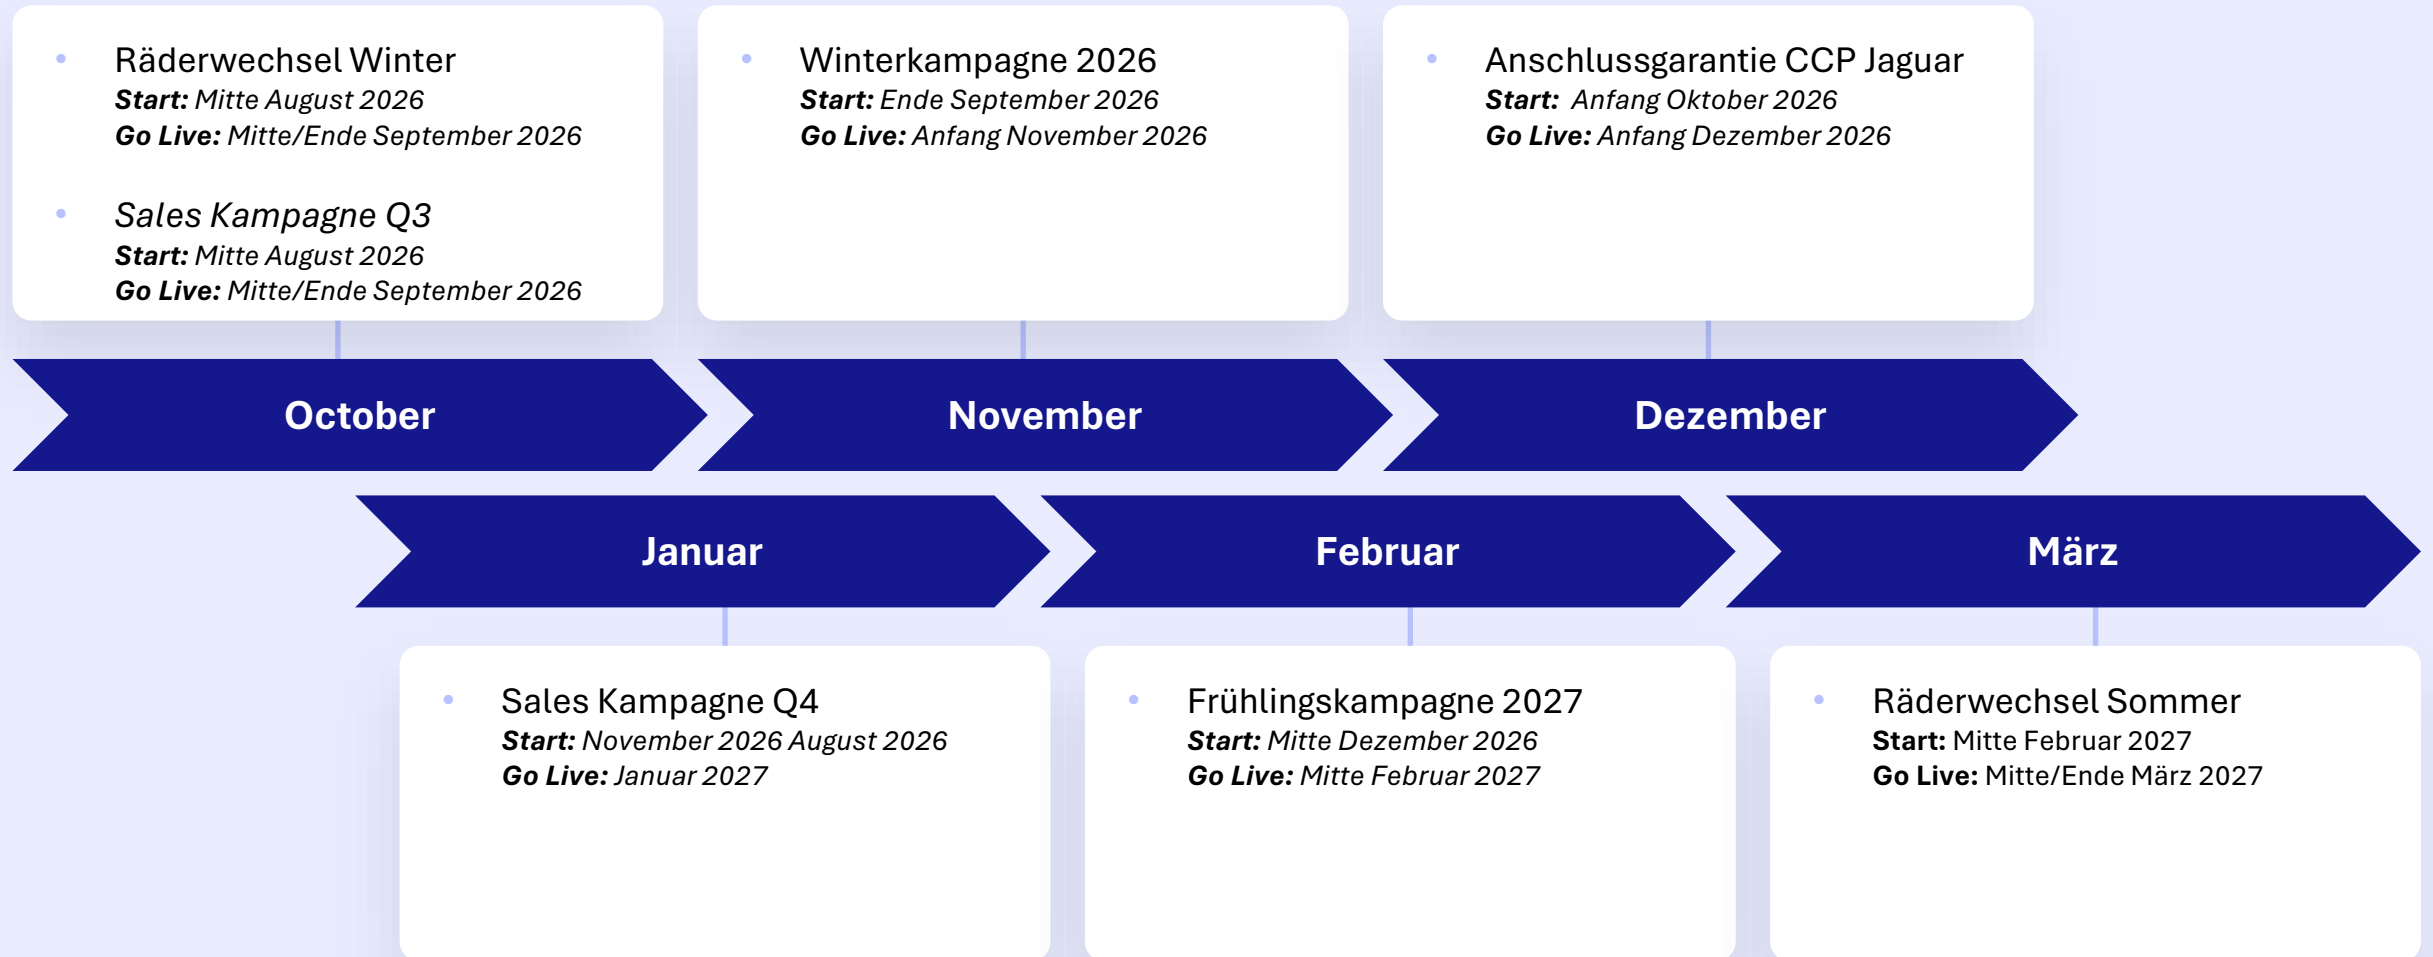 Räderwechsel Winter
Start: Mitte August 2026
Go Live: Mitte/Ende September 2026
Sales Kampagne Q3
Start: Mitte August 2026
Go Live: Mitte/Ende September 2026
Winterkampagne 2026
Start: Ende September 2026
Go Live: Anfang November 2026
Anschlussgarantie CCP Jaguar
Start: Anfang Oktober 2026
Go Live: Anfang Dezember 2026
October
November
Dezember
Januar
Februar
März
Sales Kampagne Q4
Start: November 2026 August 2026
Go Live: Januar 2027
Frühlingskampagne 2027
Start: Mitte Dezember 2026
Go Live: Mitte Februar 2027
Räderwechsel Sommer
Start: Mitte Februar 2027
Go Live: Mitte/Ende März 2027